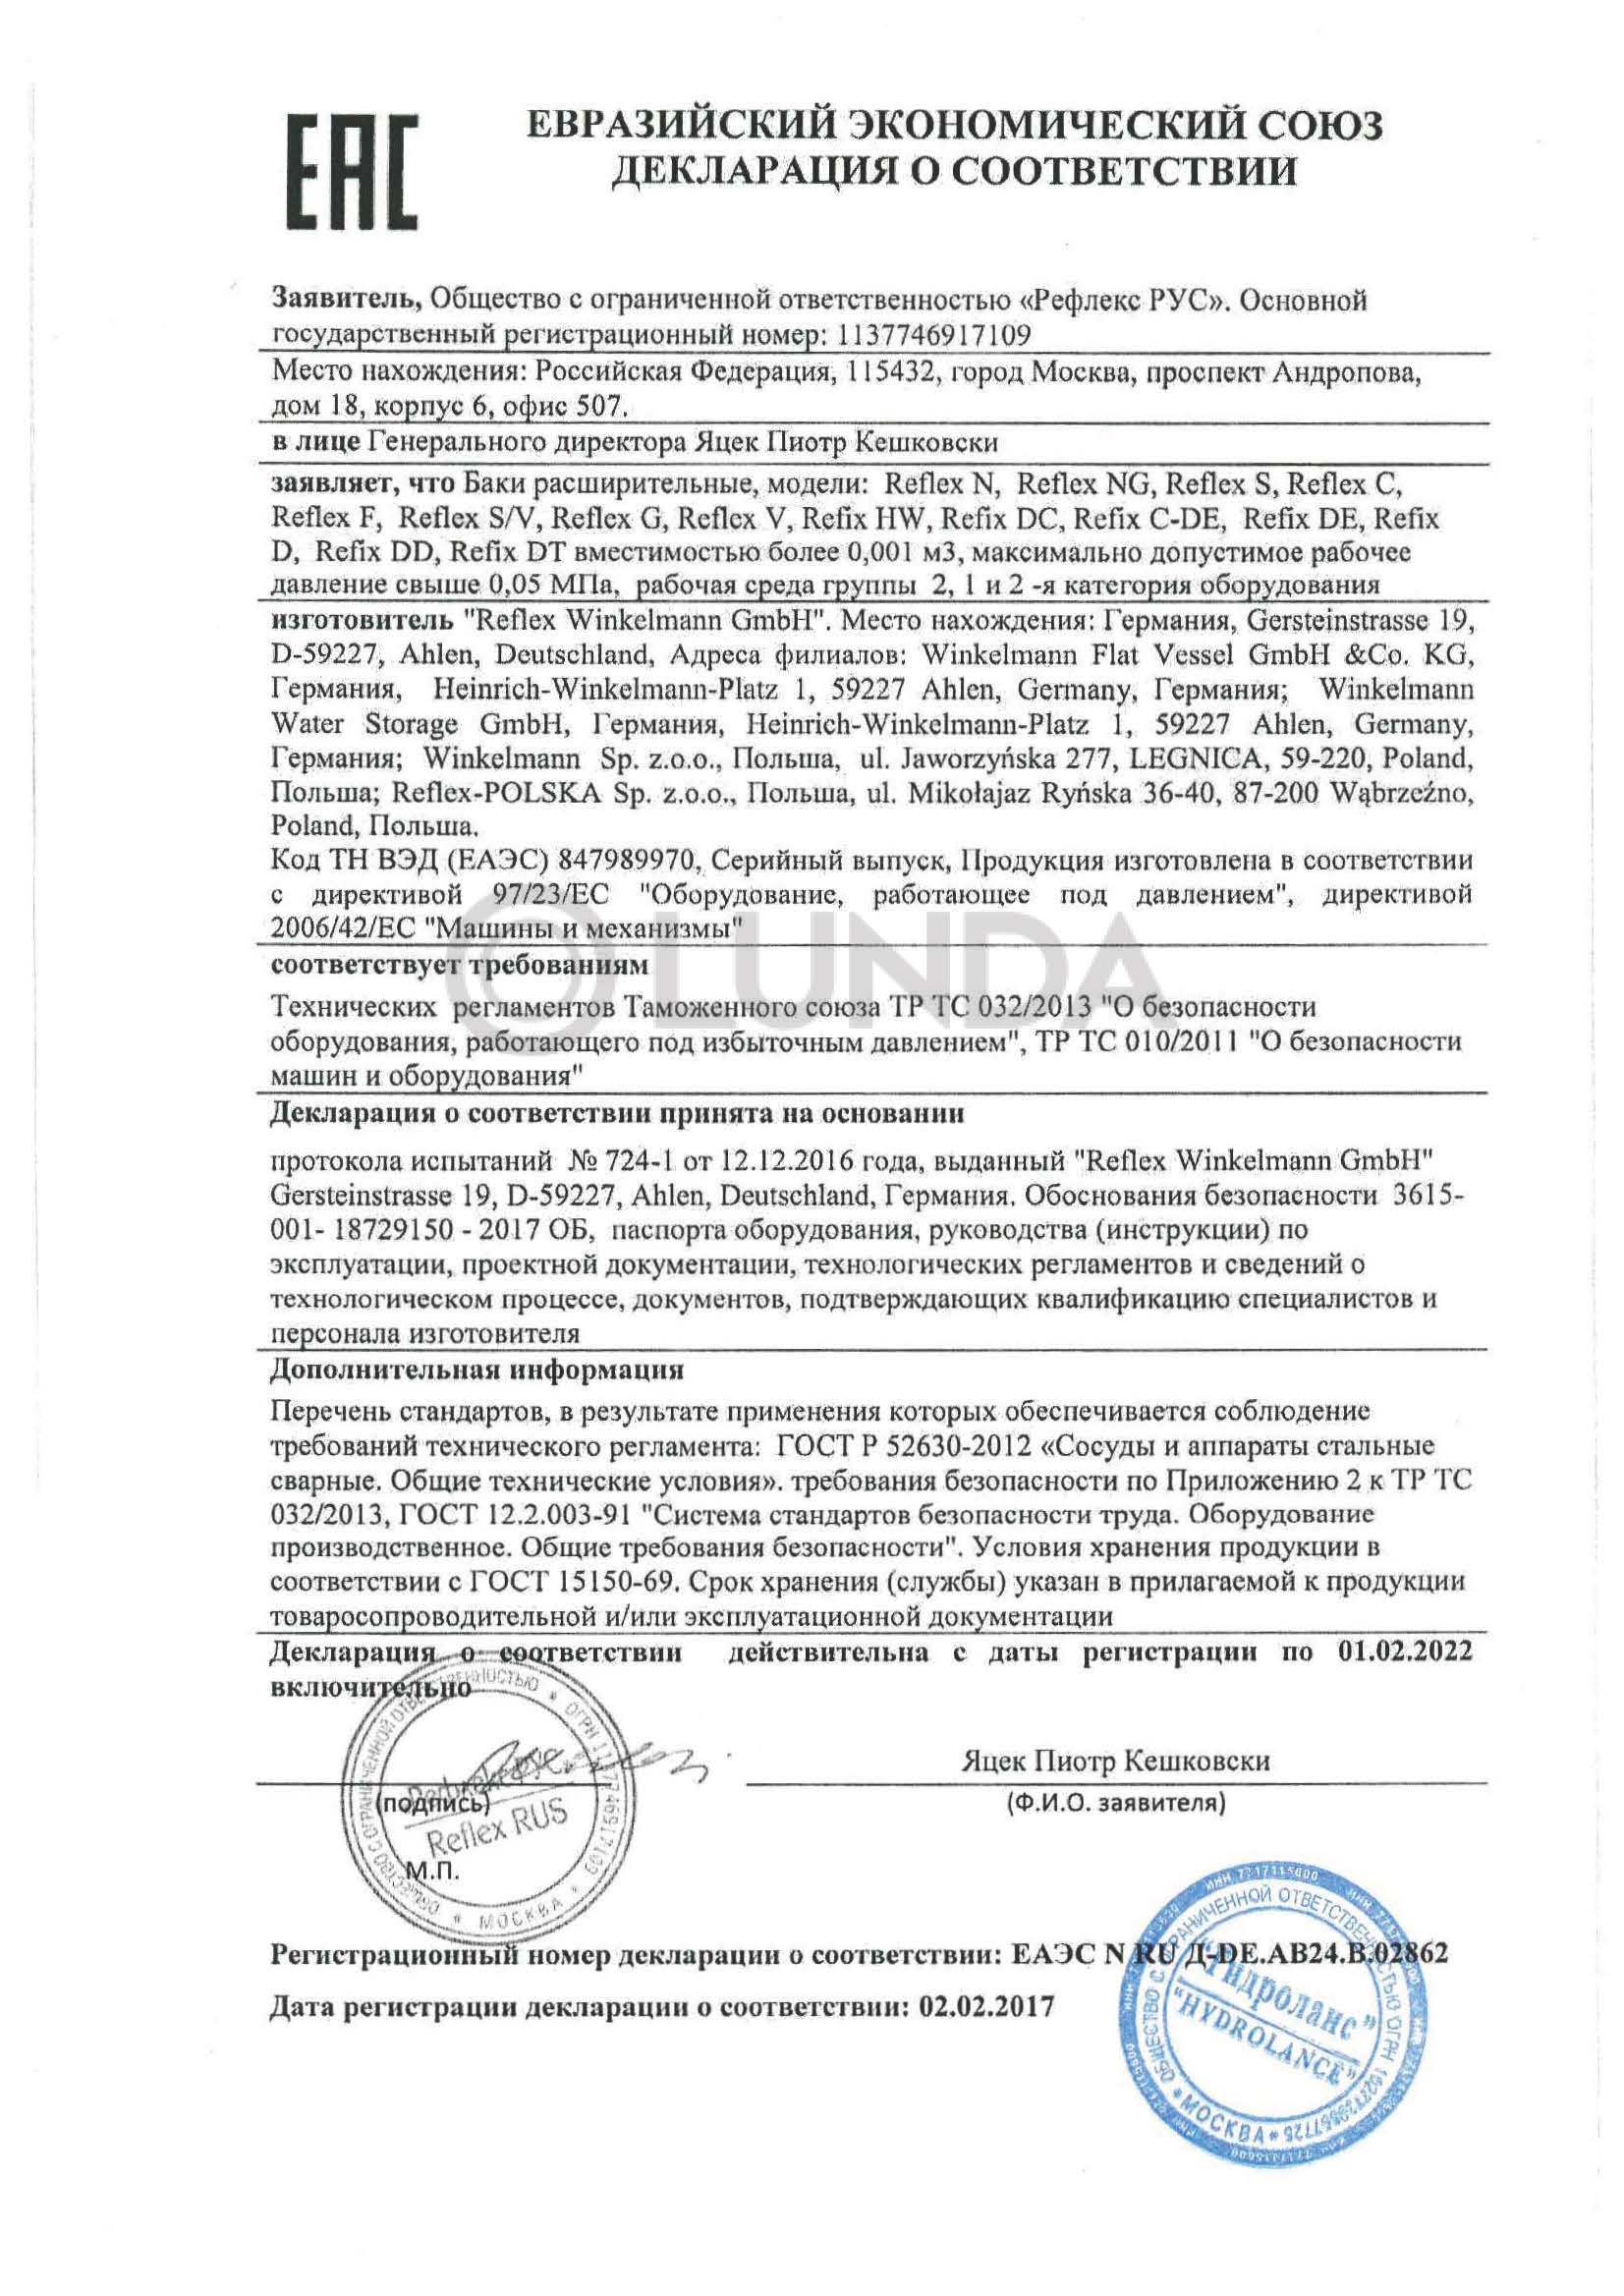 ЕАС
ЕВРАЗИЙСКИЙ ЭКОНОМИЧЕСКИЙ СОЮЗ
ДЕКЛАРАЦИЯ О СООТВЕТСТВИИ
Заявитель, Общество с ограниченной ответственностью «Рефлекс РУС». Основной
государственный регистрационный номер: 1137746917109
Место нахождения: Российская Федерация, 115432, город Москва, проспект Андропова,
дом 18, корпус 6, офис 507.
в лице Генерального директора Яцек Пиотр Кешковски
заявляет, что Баки расширительные, модели: Reflex N, Reflex NG, Reflex S, Reflex C,
Reflex F, Reflex S/V, Reflex G, Reflex V, Refix HW, Refix DC, Refix C-DE, Refix DE, Refix
D, Refix DD, Refix DT вместимостью более 0,001 м3, максимально допустимое рабочее
давление свыше 0,05 МПа, рабочая среда группы 2, 1 и 2 -я категория оборудования
изготовитель "Reflex Winkelmann GmbH". Место нахождения: Германия, Gersteinstrasse 19,
D-59227, Ahlen, Deutschland, Адреса филиалов: Winkelmann Flat Vessel GmbH &Co. KG,
Германия, Heinrich-Winkelmann-Platz 1, 59227 Ahlen, Germany, Германия; Winkelmann
Water Storage GmbH, Германия, Heinrich-Winkelmann-Platz 1, 59227 Ahlen, Germany,
Германия; Winkelmann Sp. z.o.o., Польша, ul. Jaworzyńska 277, LEGNICA, 59-220, Poland,
Польша; Reflex-POLSKA Sp. z.o.o., Польша, ul. Mikołajaz Ryńska 36-40, 87-200 Wąbrzeźno,
Poland, Польша.
Код ТН ВЭД (ЕАЭС) 847989970, Серийный выпуск, Продукция изготовлена в соответствии
с директивой 97/23/ЕС "Оборудование, работающее под давлением", директивой
2006/42/ЕС "Машины и механизмы"
LUNDA
соответствует требованиям
Технических регламентов Таможенного союза ТР ТС 032/2013 "О безопасности
оборудования, работающего под избыточным давлением", ТР ТС 010/2011 "О безопасности
машин и оборудования"
Декларация о соответствии принята на основании
протокола испытаний № 724-1 от 12.12.2016 года, выданный "Reflex Winkelmann GmbH"
Gersteinstrasse 19, D-59227, Ahlen, Deutschland, Германия. Обоснования безопасности 3615-
001- 18729150 - 2017 ОБ, паспорта оборудования, руководства (инструкции) по
эксплуатации, проектной документации, технологических регламентов и сведений о
технологическом процессе, документов, подтверждающих квалификацию специалистов и
персонала изготовителя
Дополнительная информация
Перечень стандартов, в результате применения которых обеспечивается соблюдение
требований технического регламента: ГОСТ Р 52630-2012 «Сосуды и аппараты стальные
сварные. Общие технические условия». требования безопасности по Приложению 2 к ТР ТС
032/2013, ГОСТ 12.2.003-91 "Система стандартов безопасности труда. Оборудование
производственное. Общие требования безопасности". Условия хранения продукции в
соответствии с ГОСТ 15150-69. Срок хранения (службы) указан в прилагаемой к продукции
товаросопроводительной и/или эксплуатационной документации
Декларация о соответствии действительна с даты регистрации по 01.02.2022
включительно
ОБЩЕСТВО С ОГРАНИЧЕННОЙ ОТВЕТСТВЕННОСТЬЮ * ОГРН 1137746917109 * МОСКВА *
Reflex RUS
Яцек Пиотр Кешковски
(подпись)
(Ф.И.О. заявителя)
М.П.
ИНН 7717115600
ОБЩЕСТВО С ОГРАНИЧЕННОЙ ОТВЕТСТВЕННОСТЬЮ ОГРН
"Гидроланс"
"HYDROLANCE"
* МОСКВА *
Регистрационный номер декларации о соответствии: ЕАЭС N RU Д-DE.АВ24.В.02862
Дата регистрации декларации о соответствии: 02.02.2017